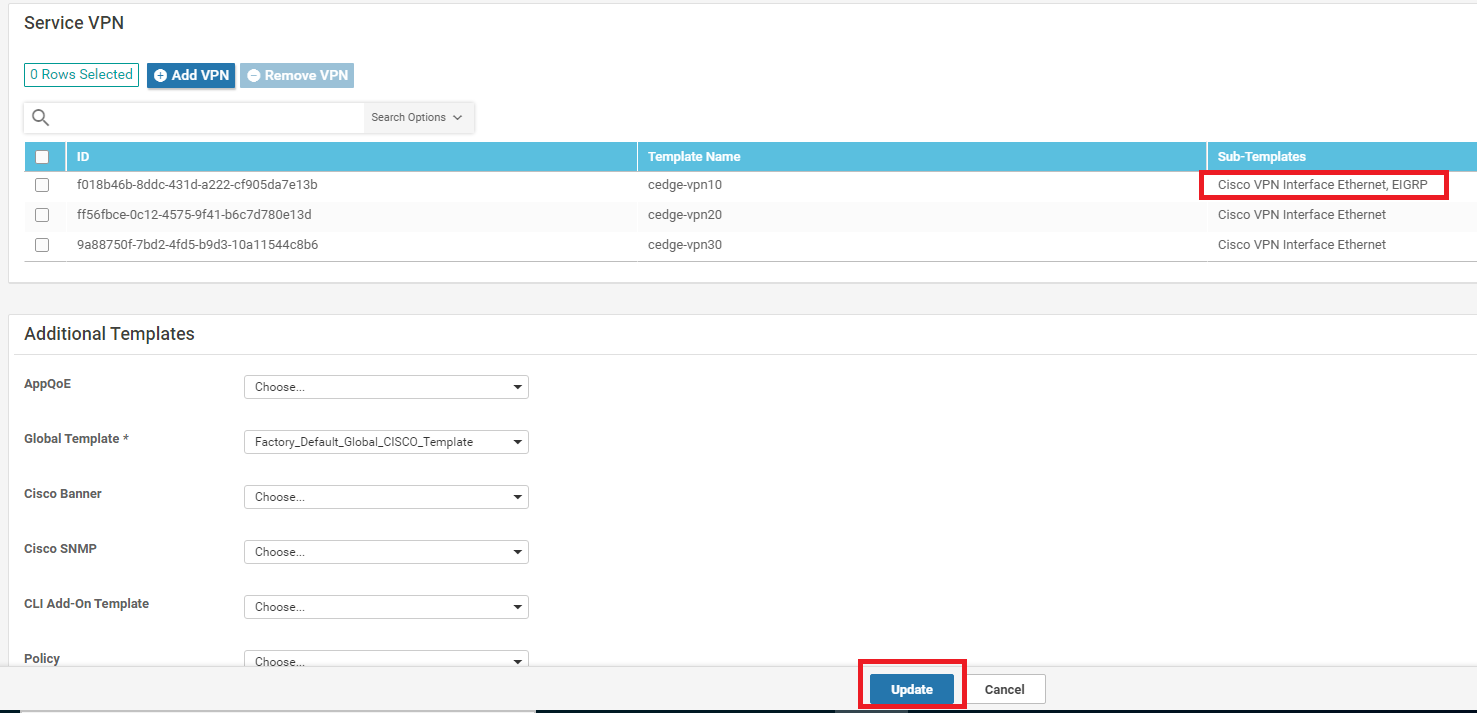 Service VPN
0 Rows Selected Add VPN Remove VPN
Search Options
ID Template Name Sub-Templates
f018b46b-8ddc-431d-a222-cf905da7e13b cedge-vpn10 Cisco VPN Interface Ethernet, EIGRP
ff56fbce-0c12-4575-9f41-b6c7d780e13d cedge-vpn20 Cisco VPN Interface Ethernet
9a88750f-7bd2-4fd5-b9d3-10a11544c8b6 cedge-vpn30 Cisco VPN Interface Ethernet
Additional Templates
AppQoE Choose...
Global Template * Factory_Default_Global_CISCO_Template
Cisco Banner Choose...
Cisco SNMP Choose...
CLI Add-On Template Choose...
Policy Choose...
Update Cancel